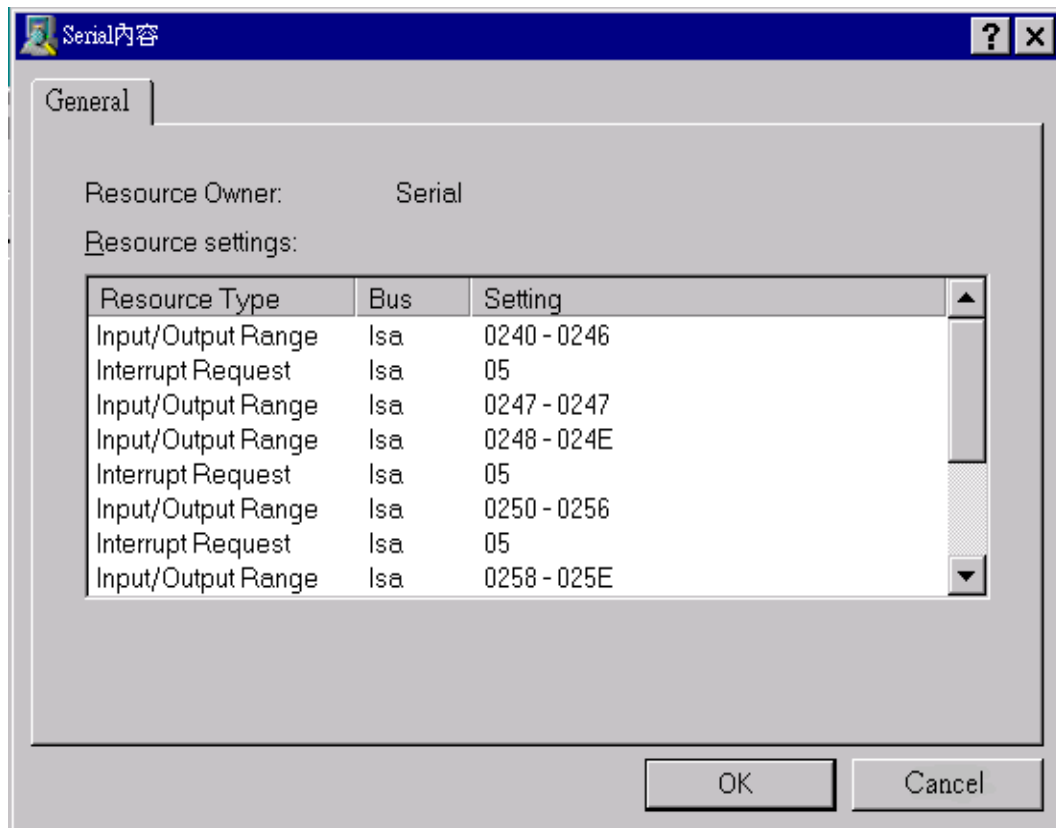 Serial內容
General
Resource Owner: Serial
Resource settings:
Resource Type Bus Setting
Input/Output Range Isa 0240 - 0246
Interrupt Request Isa 05
Input/Output Range Isa 0247 - 0247
Input/Output Range Isa 0248 - 024E
Interrupt Request Isa 05
Input/Output Range Isa 0250 - 0256
Interrupt Request Isa 05
Input/Output Range Isa 0258 - 025E
OK Cancel